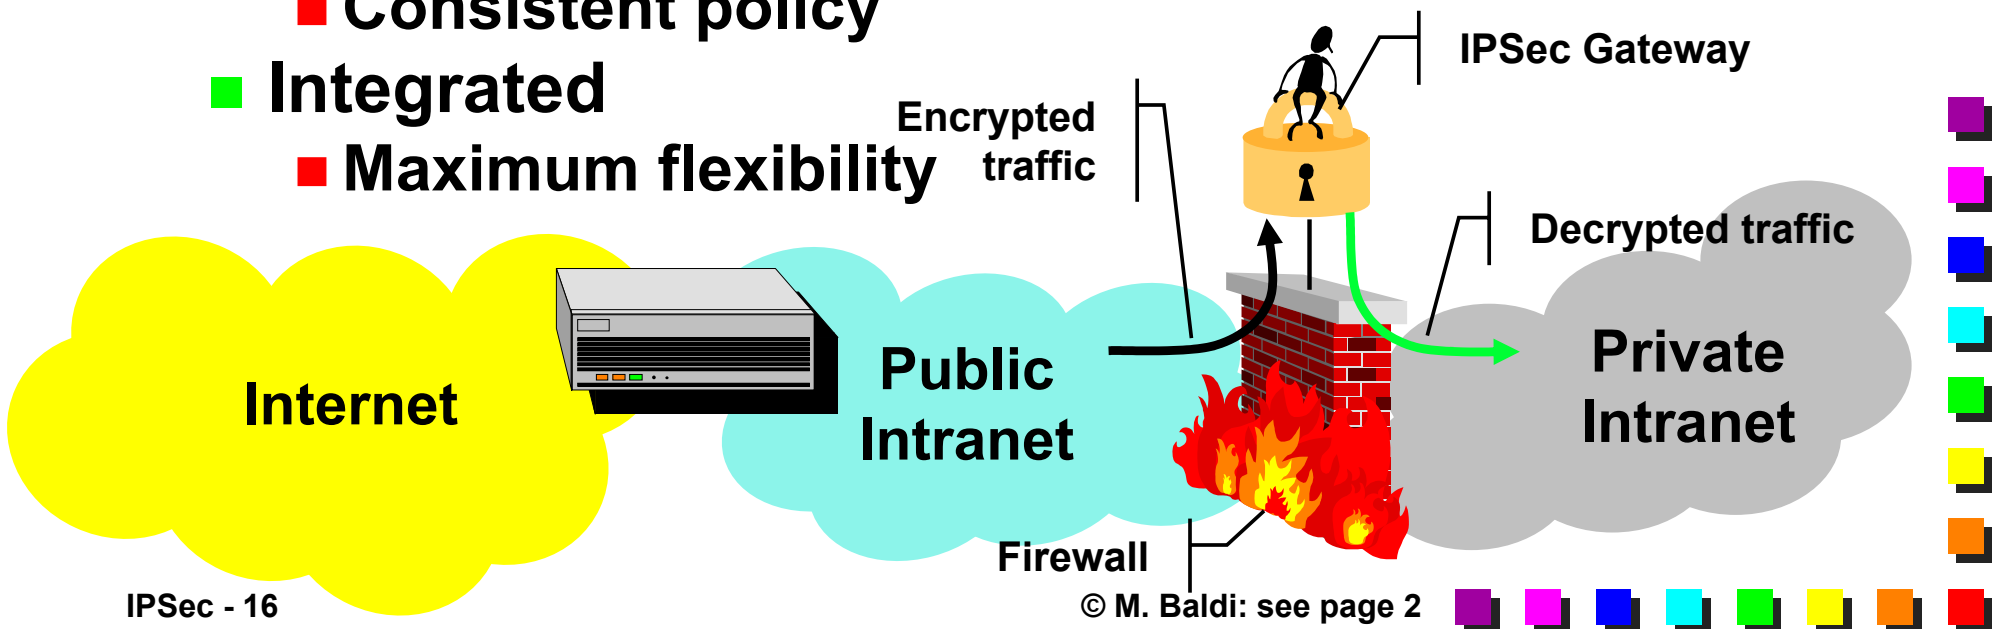 Consistent policy
Integrated
Maximum flexibility
IPSec Gateway
Encrypted
traffic
Decrypted traffic
Internet
Public
Intranet
Private
Intranet
Firewall
IPSec - 16
© M. Baldi: see page 2